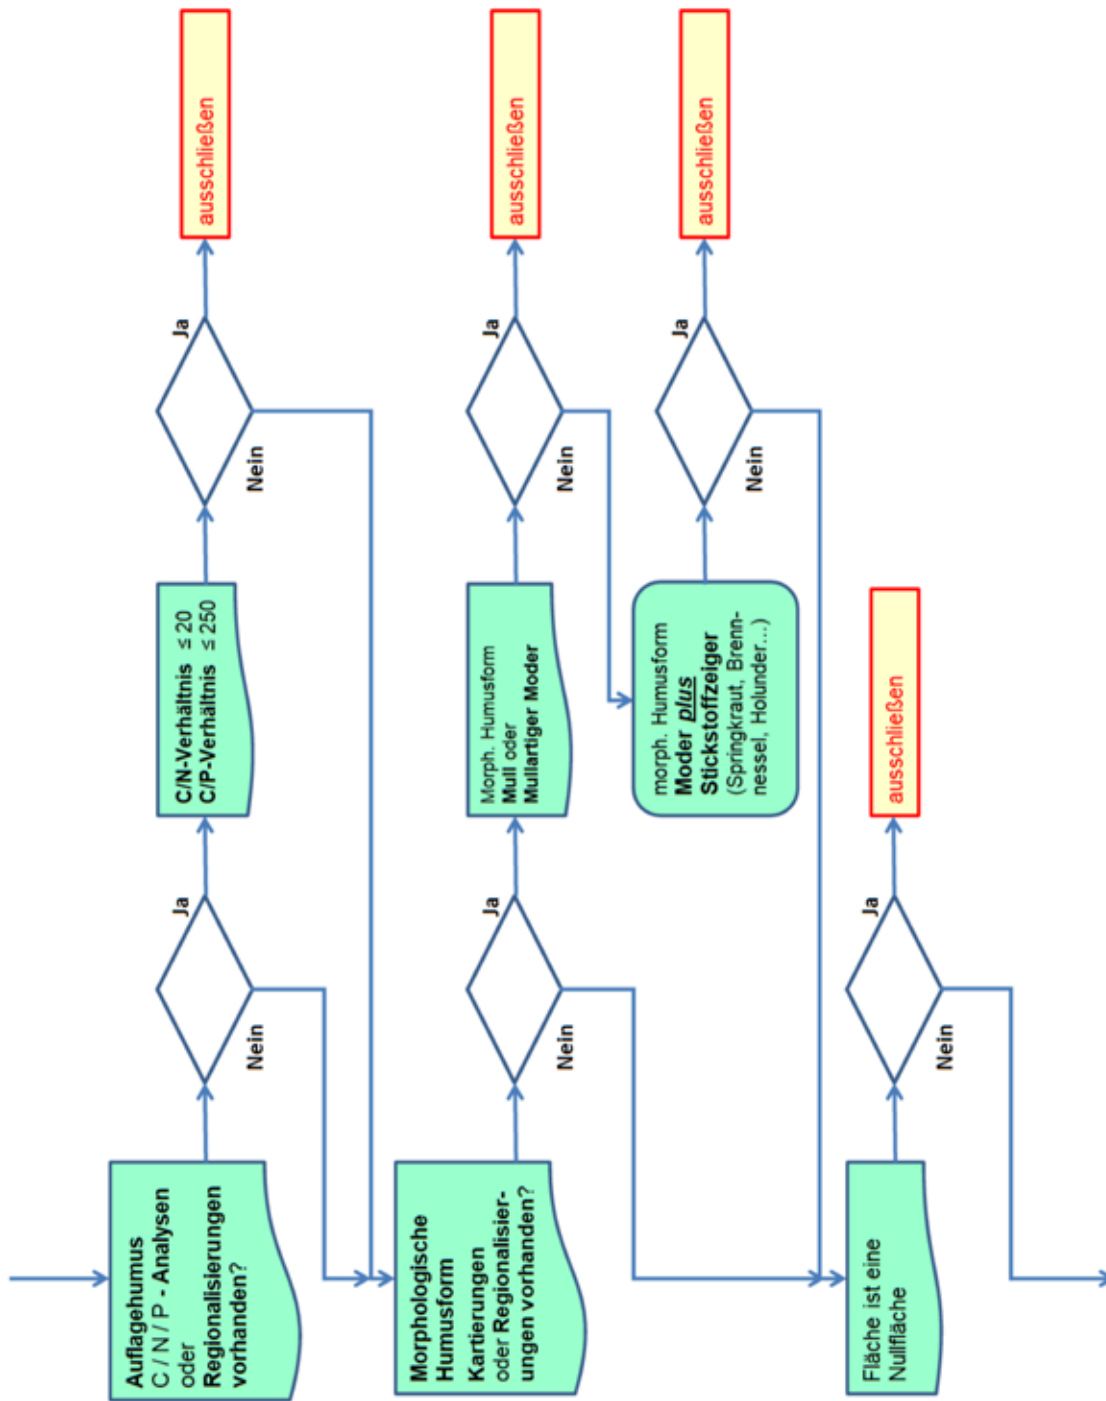 Auflagehumus
C / N / P - Analysen
oder
Regionalisierungen
vorhanden?
Nein
Ja
C/N-Verhältnis ≤ 20
C/P-Verhältnis ≤ 250
Nein
Ja
ausschließen
Morphologische
Humusform
Kartierungen
oder Regionalisier-
ungen vorhanden?
Nein
Ja
Morph. Humusform
Mull oder
Mullartiger Moder
Nein
Ja
ausschließen
morph. Humusform
Moder plus
Stickstoffzeiger
(Springkraut, Brenn-
nessel, Holunder...)
Nein
Ja
ausschließen
Fläche ist eine
Nullfläche
Nein
Ja
ausschließen